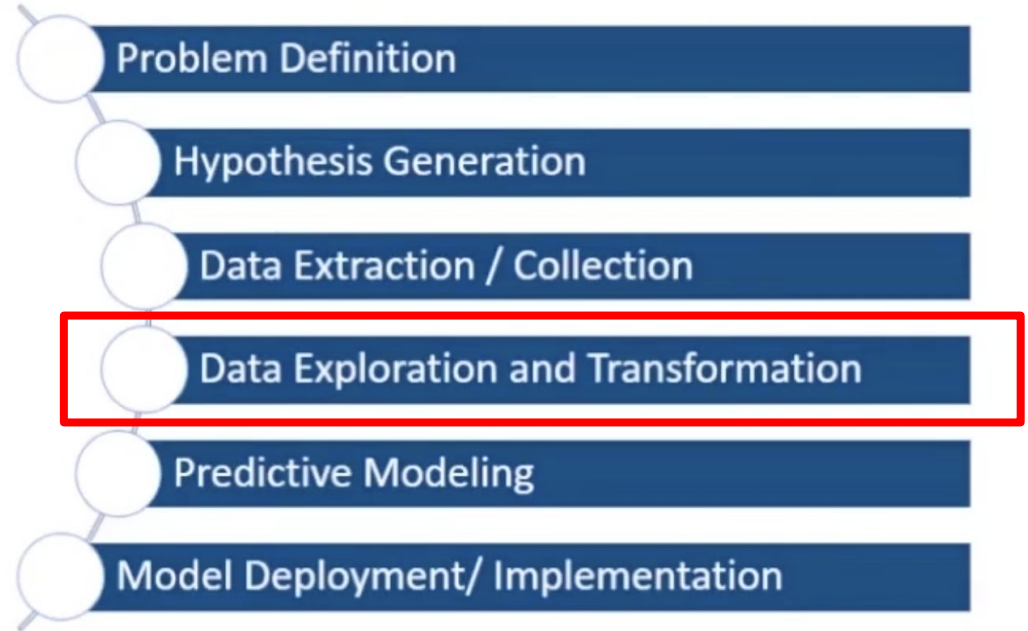 Problem Definition
Hypothesis Generation
Data Extraction / Collection
Data Exploration and Transformation
Predictive Modeling
Model Deployment/ Implementation